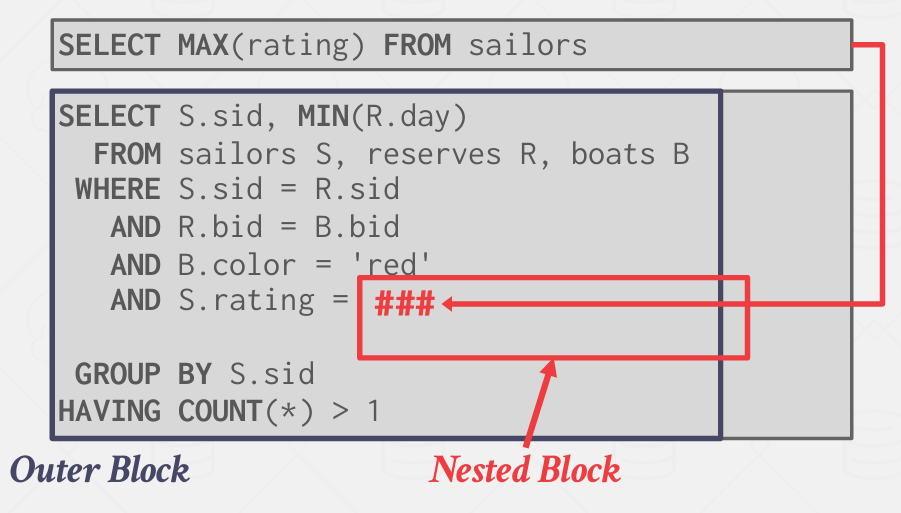 SELECT MAX(rating) FROM sailors
SELECT S.sid, MIN(R.day)
FROM sailors S, reserves R, boats B
WHERE S.sid = R.sid
AND R.bid = B.bid
AND B.color = 'red'
AND S.rating = ###
GROUP BY S.sid
HAVING COUNT(*) > 1
Outer Block
Nested Block